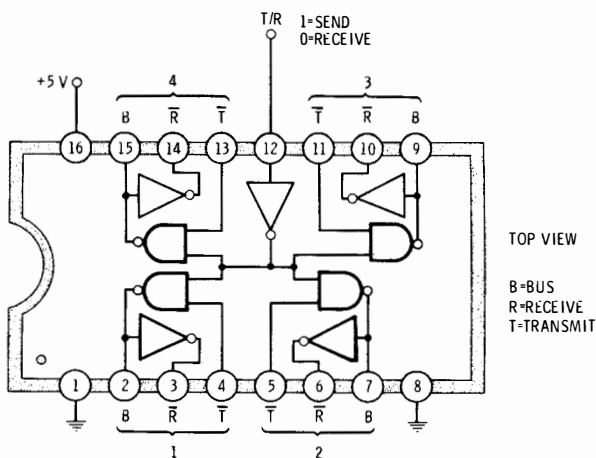 T/R
1=SEND
0=RECEIVE
+5 V
4
3
B R̅ T̅
T̅ R̅ B
16 15 14 13 12 11 10 9
TOP VIEW
B=BUS
R=RECEIVE
T=TRANSMIT
1 2 3 4 5 6 7 8
B R̅ T̅
T̅ R̅ B
1
2